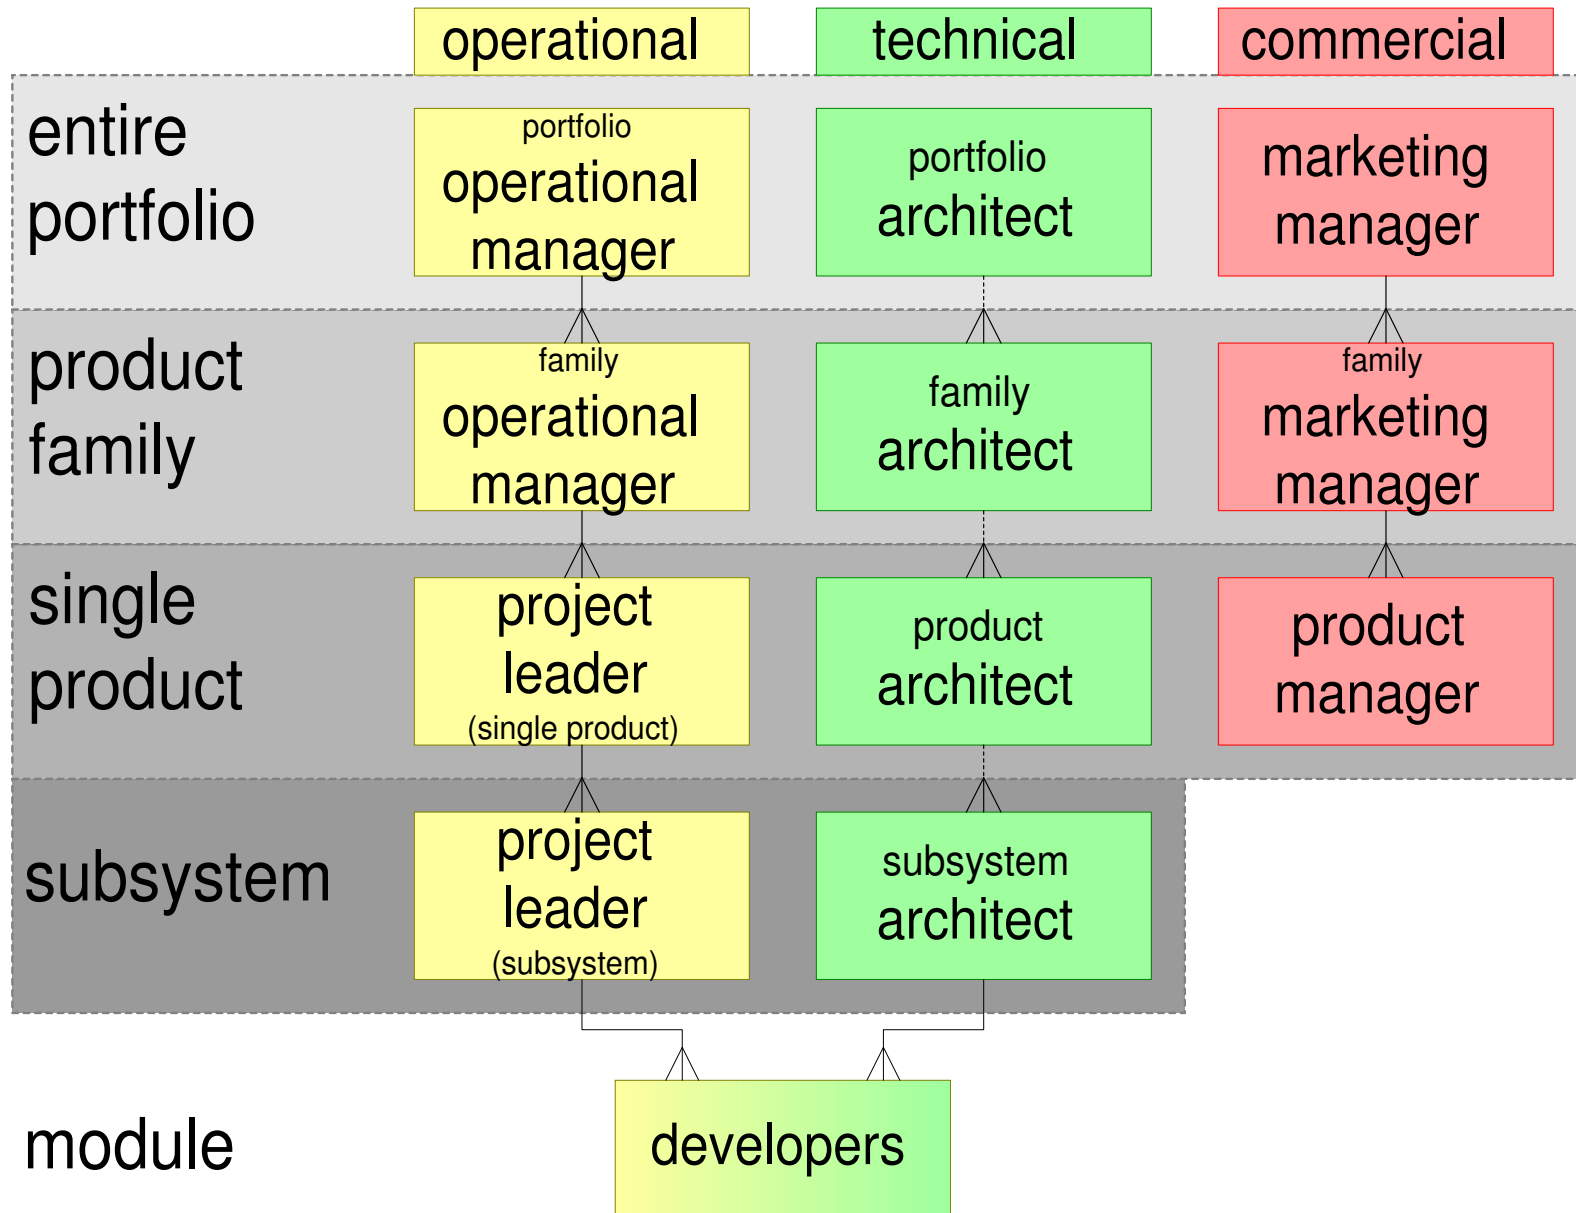 operational
technical
commercial
entire
portfolio
portfolio
operational
manager
portfolio
architect
marketing
manager
product
family
family
operational
manager
family
architect
family
marketing
manager
single
product
project
leader
(single product)
product
architect
product
manager
subsystem
project
leader
(subsystem)
subsystem
architect
module
developers